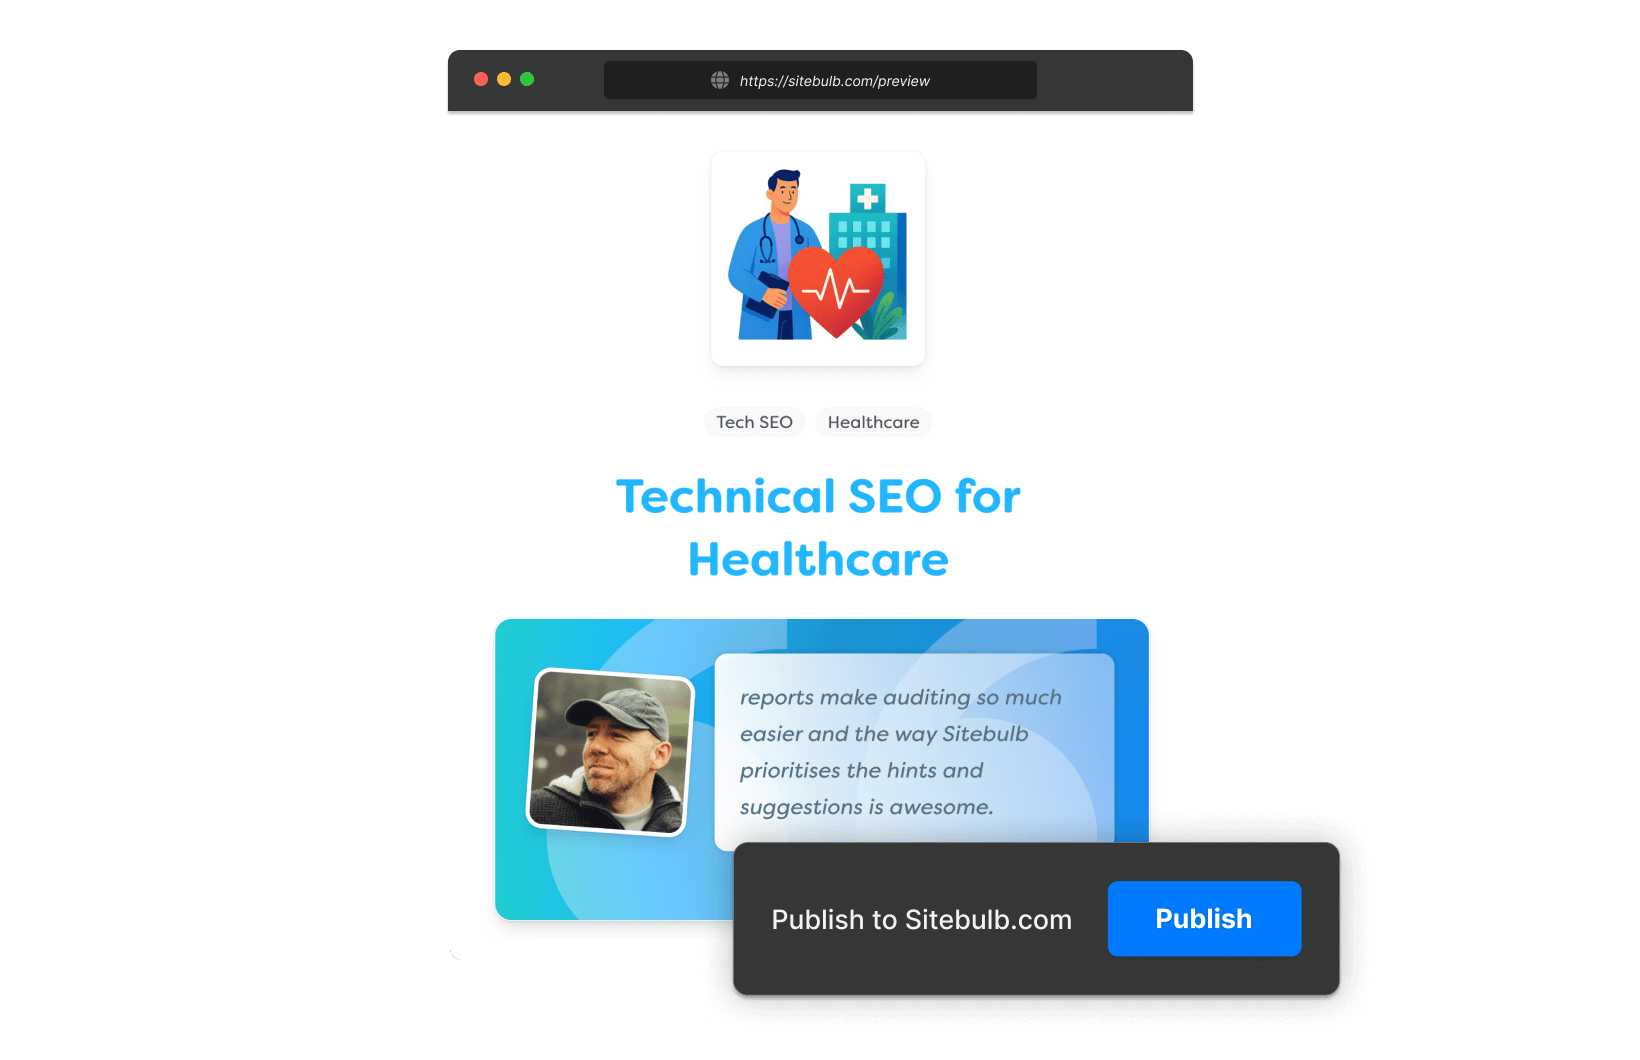 https://sitebulb.com/preview
Tech SEO
Healthcare
Technical SEO for
Healthcare
reports make auditing so much
easier and the way Sitebulb
prioritises the hints and
suggestions is awesome.
Publish to Sitebulb.com
Publish